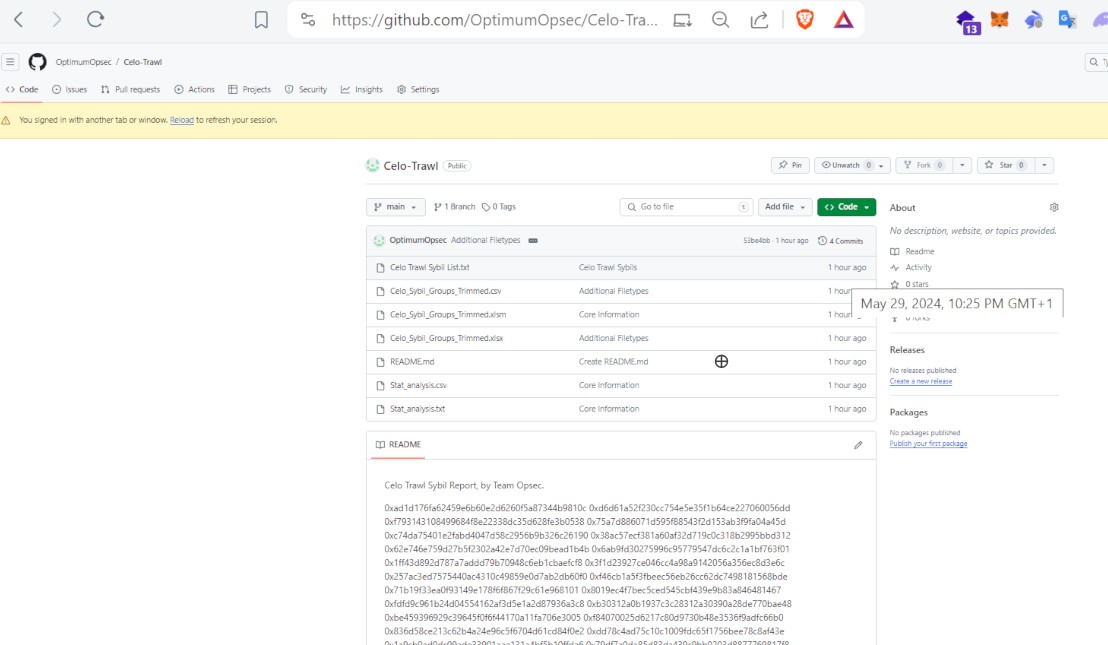 https://github.com/OptimumOpsec/Celo-Tra...
13
OptimumOpsec / Celo-Trawl
Code Issues Pull requests Actions Projects Security Insights Settings
You signed in with another tab or window. Reload to refresh your session.
Celo-Trawl Public
Pin Unwatch 0 Fork 0 Star 0
main 1 Branch 0 Tags Go to file t Add file Code
OptimumOpsec Additional Filetypes 53be4bb · 1 hour ago 4 Commits
Celo Trawl Sybil List.txt Celo Trawl Sybils 1 hour ago
Celo_Sybil_Groups_Trimmed.csv Additional Filetypes 1 hour
Celo_Sybil_Groups_Trimmed.xlsm Core Information 1 hour
Celo_Sybil_Groups_Trimmed.xlsx Additional Filetypes 1 hour ago
README.md Create README.md 1 hour ago
Stat_analysis.csv Core Information 1 hour ago
Stat_analysis.txt Core Information 1 hour ago
About
No description, website, or topics provided.
Readme
Activity
0 stars
May 29, 2024, 10:25 PM GMT+1
0 forks
Releases
No releases published
Create a new release
Packages
No packages published
Publish your first package
README
Celo Trawl Sybil Report, by Team Opsec.
0xad1d176fa62459e6b60e2d6260f5a87344b9810c 0xd6d61a52f230cc754e5e35f1b64ce227060056dd
0xf793143108499684f8e22338dc35d628fe3b0538 0x75a7d886071d595f88543f2d153ab3f9fa04a45d
0xc74da75401e2fabd4047d58c2956b9b326c26190 0x38ac57ecf381a60af32d719c0c318b2995bbd312
0x62e746e759d27b5f2302a42e7d70ec09bead1b4b 0x6ab9fd30275996c95779547dc6c2c1a1bf763f01
0x1ff43d892d787a7addd79b70948c6eb1cbaefcf8 0x3f1d23927ce046cc4a98a9142056a356ec8d3e6c
0x257ac3ed7575440ac4310c49859e0d7ab2db60f0 0xf46cb1a5f3fbeec56eb26cc62dc7498181568bde
0x71b19f33ea0f93149e178f6f867f29c61e968101 0x8019ec4f7bec5ced545cbf439e9b83a846481467
0xfdfd9c961b24d04554162af3d5e1a2d87936a3c8 0xb30312a0b1937c3c28312a30390a28de770bae48
0xbe459396929c39645f0f6f44170a11fa706e3005 0xf84070025d6217c80d9730b48e3536f9adfc66b0
0x836d58ce213c62b4a24e96c5f6704d61cd84f0e2 0xdd78c4ad75c10c1009fdc65f1756bee78c8af43e